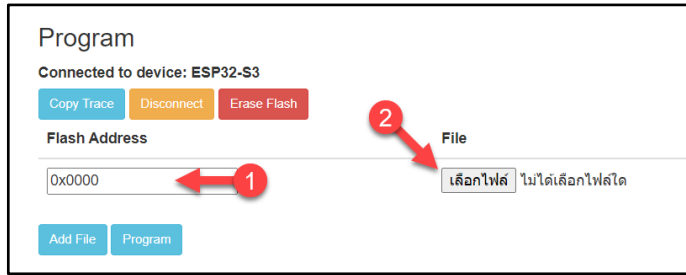 Program
Connected to device: ESP32-S3
Copy Trace Disconnect Erase Flash
2
Flash Address File
0x0000 1 เลือกไฟล์ ไม่ได้เลือกไฟล์ใด
Add File Program